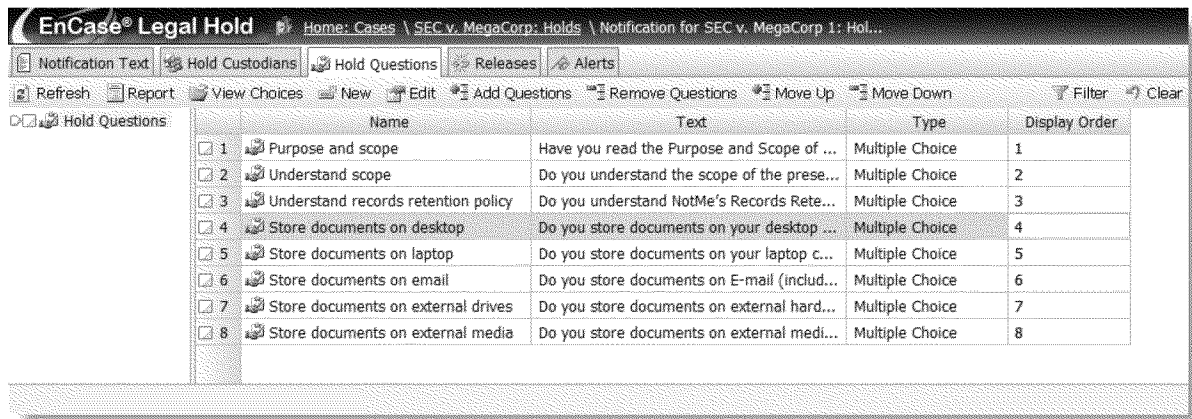 EnCase® Legal Hold Home: Cases \ SEC v. MegaCorp: Holds \ Notification for SEC v. MegaCorp 1: Hol...
Notification Text Hold Custodians Hold Questions Releases Alerts
Refresh Report View Choices New Edit Add Questions Remove Questions Move Up Move Down Filter Clear
Hold Questions Name Text Type Display Order
1 Purpose and scope Have you read the Purpose and Scope of ... Multiple Choice 1
2 Understand scope Do you understand the scope of the prese... Multiple Choice 2
3 Understand records retention policy Do you understand NotMe's Records Rete... Multiple Choice 3
4 Store documents on desktop Do you store documents on your desktop ... Multiple Choice 4
5 Store documents on laptop Do you store documents on your laptop c... Multiple Choice 5
6 Store documents on email Do you store documents on E-mail (includ... Multiple Choice 6
7 Store documents on external drives Do you store documents on external hard... Multiple Choice 7
8 Store documents on external media Do you store documents on external medi... Multiple Choice 8